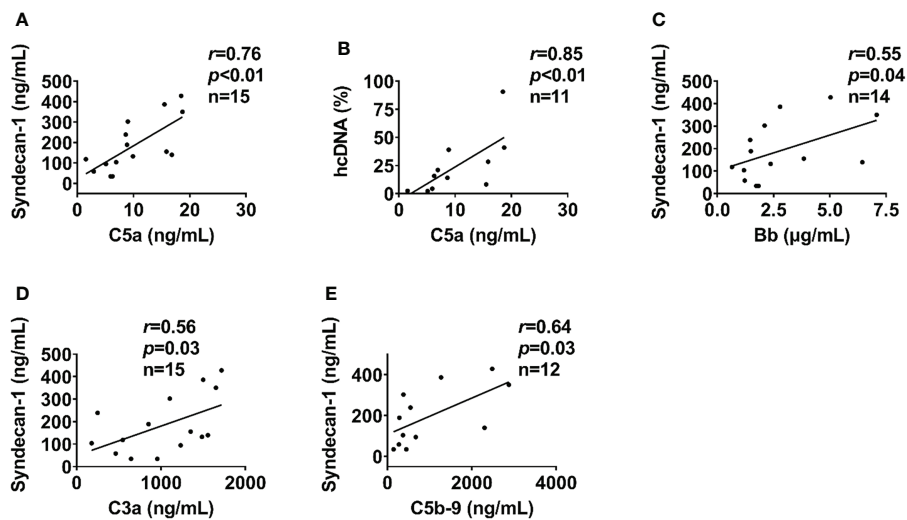 A
r=0.76
p<0.01
n=15
Syndecan-1 (ng/mL)
500
400
300
200
100
0
0 10 20 30
C5a (ng/mL)
B
r=0.85
p<0.01
n=11
hcDNA (%)
100
75
50
25
0
0 10 20 30
C5a (ng/mL)
C
r=0.55
p=0.04
n=14
Syndecan-1 (ng/mL)
500
400
300
200
100
0
0.0 2.5 5.0 7.5
Bb (µg/mL)
D
r=0.56
p=0.03
n=15
Syndecan-1 (ng/mL)
500
400
300
200
100
0
0 1000 2000
C3a (ng/mL)
E
r=0.64
p=0.03
n=12
Syndecan-1 (ng/mL)
400
200
0
0 2000 4000
C5b-9 (ng/mL)